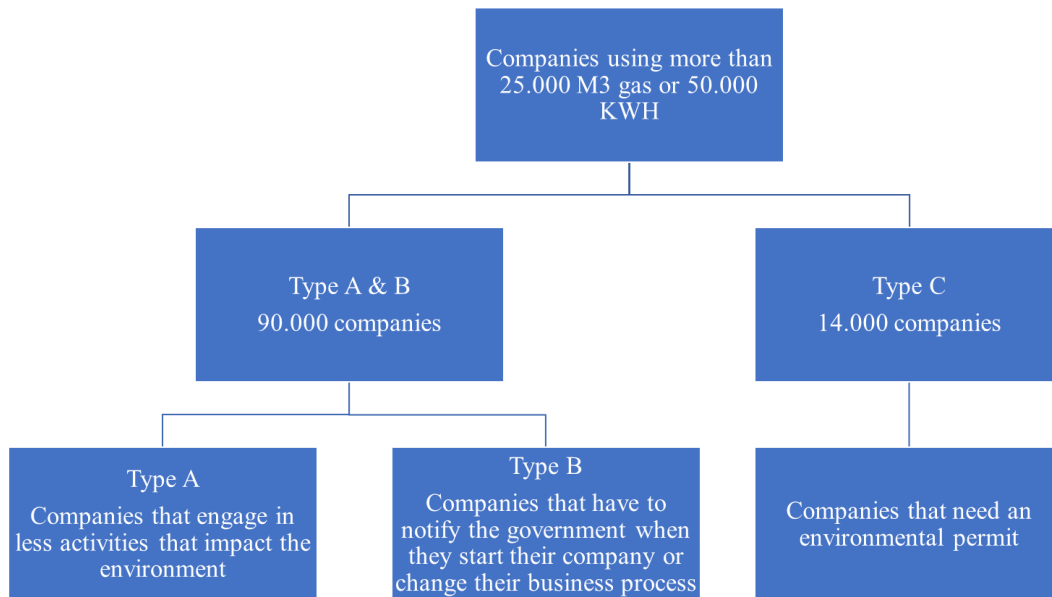 Companies using more than
25.000 M3 gas or 50.000
KWH
Type A & B
90.000 companies
Type C
14.000 companies
Type A
Companies that engage in
less activities that impact the
environment
Type B
Companies that have to
notify the government when
they start their company or
change their business process
Companies that need an
environmental permit